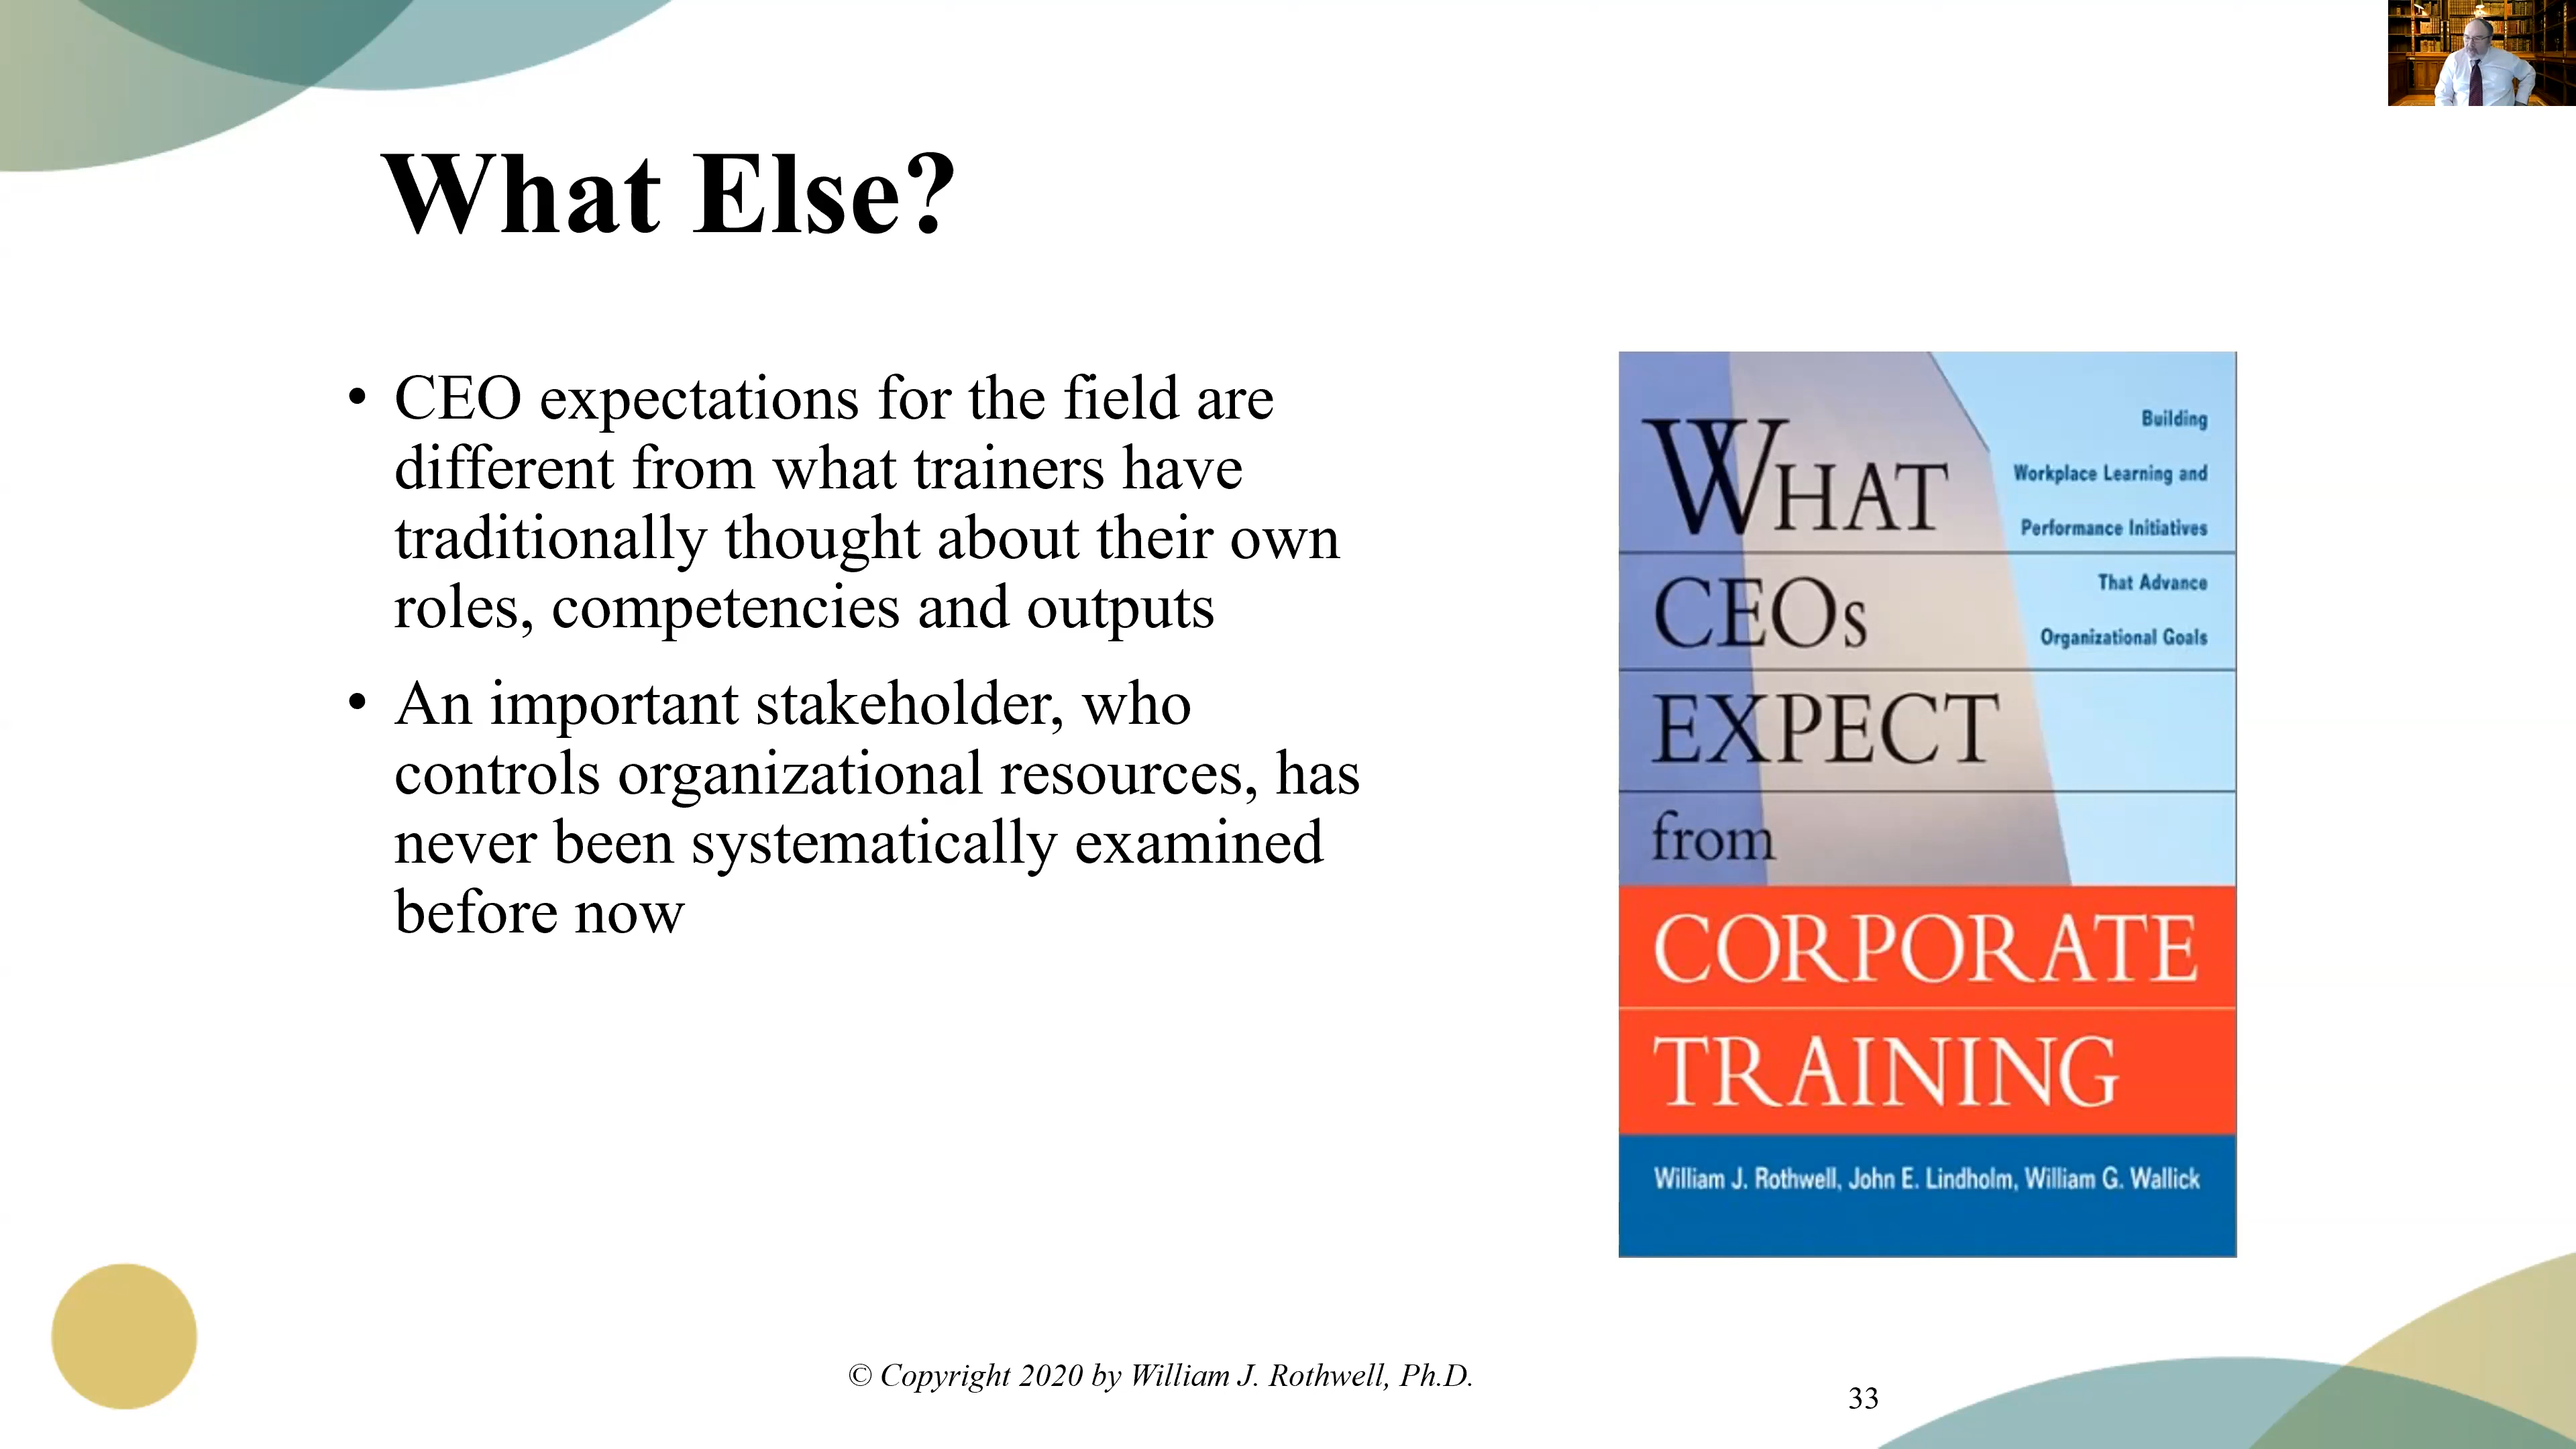 What Else?
• CEO expectations for the field are
different from what trainers have
traditionally thought about their own
roles, competencies and outputs
• An important stakeholder, who
controls organizational resources, has
never been systematically examined
before now
WHAT
CEOs
EXPECT
from
CORPORATE
TRAINING
Building
Workplace Learning and
Performance Initiatives
That Advance
Organizational Goals
William J. Rothwell, John E. Lindholm, William G. Wallick
© Copyright 2020 by William J. Rothwell, Ph.D.
33